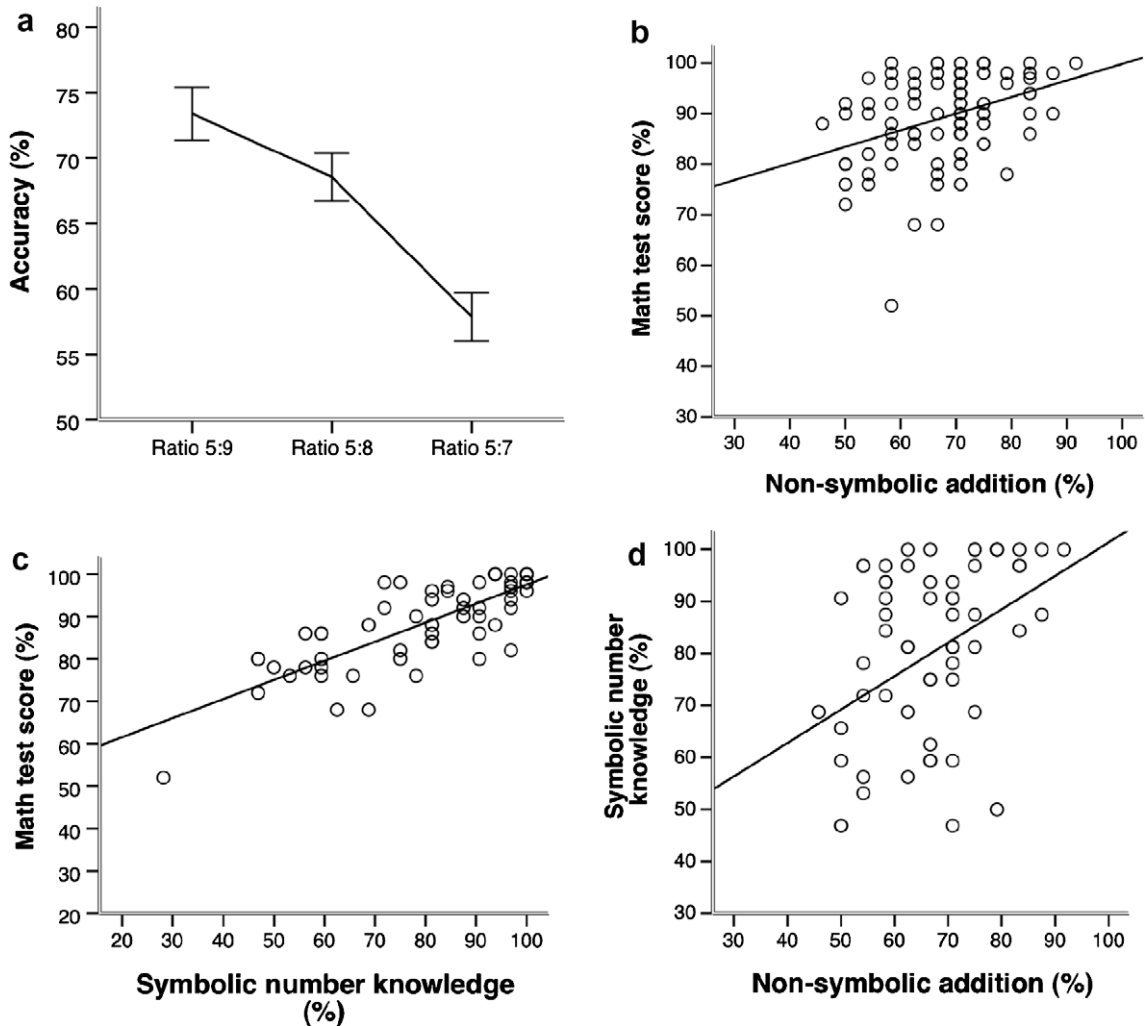 a
80
75
70
65
60
55
50
Accuracy (%)
Ratio 5:9 Ratio 5:8 Ratio 5:7
b
100
90
80
70
60
50
40
30
Math test score (%)
30 40 50 60 70 80 90 100
Non-symbolic addition (%)
c
100
90
80
70
60
50
40
30
20
Math test score (%)
20 30 40 50 60 70 80 90 100
Symbolic number knowledge
(%)
d
100
90
80
70
60
50
40
30
Symbolic number
knowledge (%)
30 40 50 60 70 80 90 100
Non-symbolic addition (%)